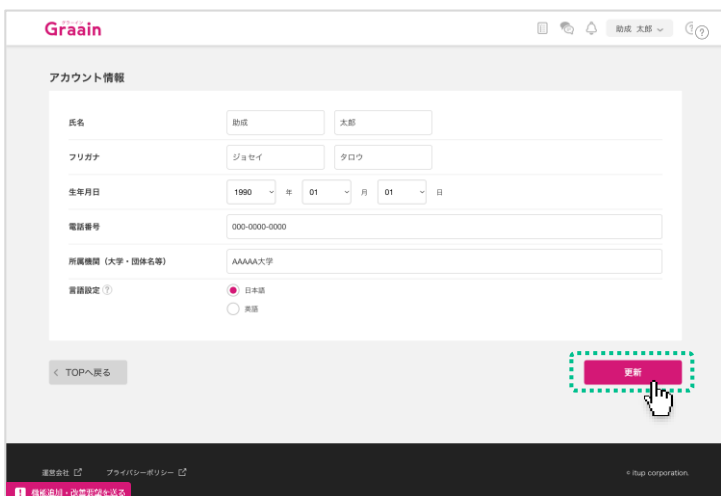 グラーイン
Graain
助成 太郎
?
?
アカウント情報
氏名 助成 太郎
フリガナ ジョセイ タロウ
生年月日 1990 年 01 月 01 日
電話番号 000-0000-0000
所属機関（大学・団体名等） AAAAA大学
言語設定 ? 日本語
英語
< TOPへ戻る
更新
運営会社 プライバシーポリシー
© itup corporation.
! 機能追加・改善要望を送る